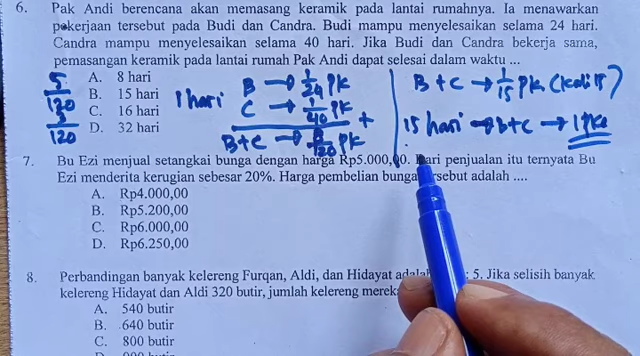 6. Pak Andi berencana akan memasang keramik pada lantai rumahnya. Ia menawarkan
pekerjaan tersebut pada Budi dan Candra. Budi mampu menyelesaikan selama 24 hari.
Candra mampu menyelesaikan selama 40 hari. Jika Budi dan Candra bekerja sama,
pemasangan keramik pada lantai rumah Pak Andi dapat selesai dalam waktu ...
A. 8 hari
B. 15 hari
C. 16 hari
D. 32 hari
5/120
3/120
1 hari B → 1/24 PK
C → 1/40 PK
+
B+C → 8/120 PK
B + C → 1/15 PK (kali 15)
15 hari → B+C → 1 PK
7. Bu Ezi menjual setangkai bunga dengan harga Rp5.000,00. Dari penjualan itu ternyata Bu
Ezi menderita kerugian sebesar 20%. Harga pembelian bunga tersebut adalah ....
A. Rp4.000,00
B. Rp5.200,00
C. Rp6.000,00
D. Rp6.250,00
8. Perbandingan banyak kelereng Furqan, Aldi, dan Hidayat : 5. Jika selisih banyak
kelereng Hidayat dan Aldi 320 butir, jumlah kelereng
A. 540 butir
B. 640 butir
C. 800 butir
D.